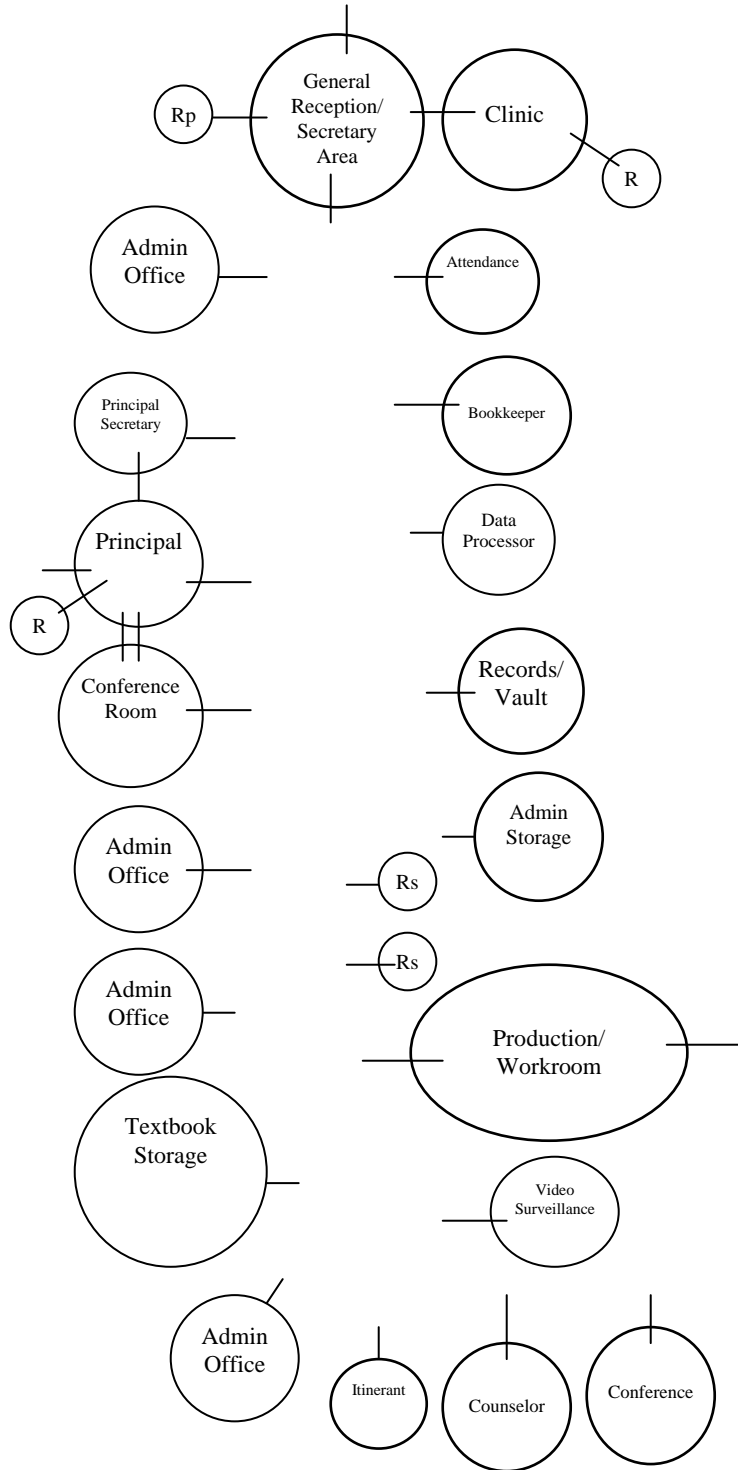 General
Reception/
Secretary
Area
Rp
Clinic
R
Admin
Office
Attendance
Principal
Secretary
Bookkeeper
Principal
Data
Processor
R
Conference
Room
Records/
Vault
Admin
Storage
Admin
Office
Rs
Rs
Admin
Office
Production/
Workroom
Textbook
Storage
Video
Surveillance
Admin
Office
Itinerant
Counselor
Conference